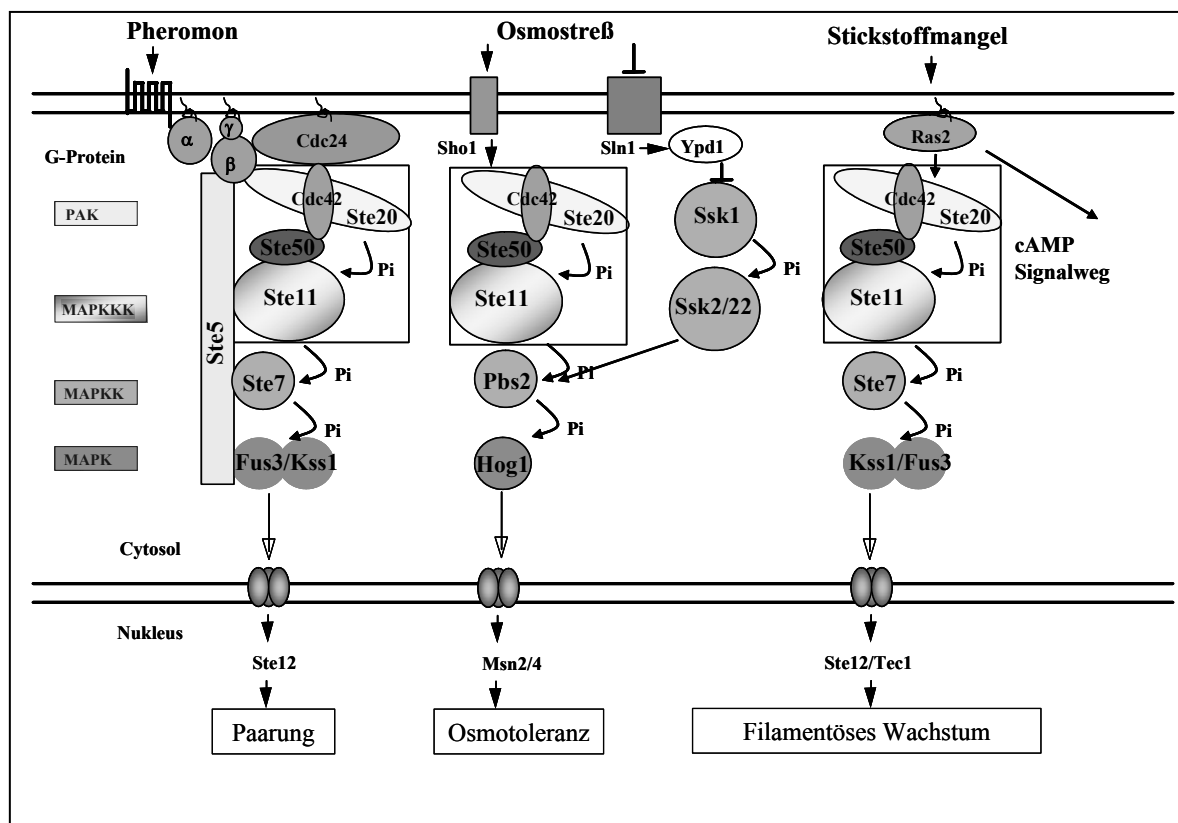 Pheromon
Osmostreß
Stickstoffmangel
G-Protein
α
γ
β
Cdc24
Sho1
Sln1
Ypd1
Ras2
PAK
Cdc42
Ste20
Ste50
Pi
Ste11
Cdc42
Ste20
Ste50
Pi
Ste11
Ssk1
Pi
Ssk2/22
Cdc42
Ste20
Ste50
Pi
Ste11
cAMP
Signalweg
MAPKKK
Ste5
Pi
Pi
Pi
MAPKK
Ste7
Pbs2
Ste7
Pi
Pi
Pi
MAPK
Fus3/Kss1
Hog1
Kss1/Fus3
Cytosol
Nukleus
Ste12
Msn2/4
Ste12/Tec1
Paarung
Osmotoleranz
Filamentöses Wachstum